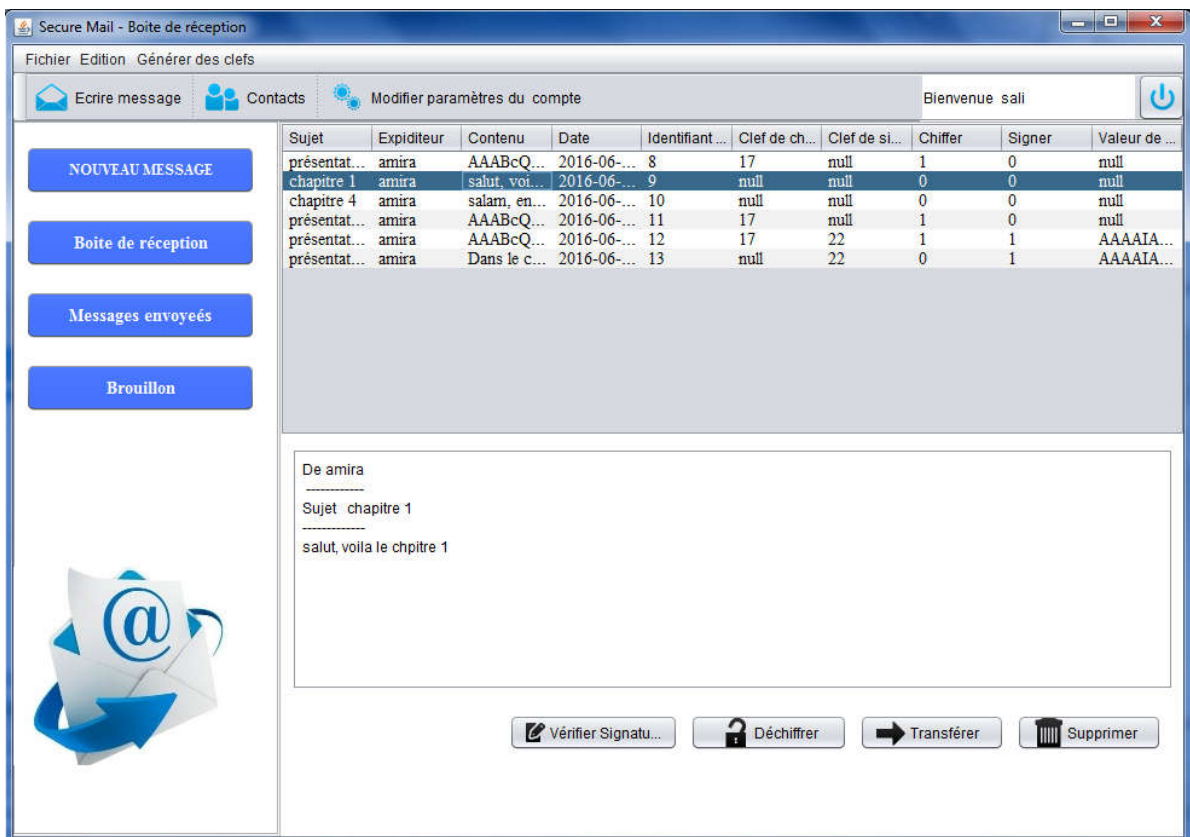 Secure Mail - Boite de réception
Fichier Edition Générer des clefs
Ecrire message Contacts Modifier paramètres du compte Bienvenue sali
NOUVEAU MESSAGE
Boite de réception
Messages envoyeés
Brouillon
Sujet Expiditeur Contenu Date Identifiant ... Clef de ch... Clef de si... Chiffer Signer Valeur de ...
présentat... amira AAABcQ... 2016-06-... 8 17 null 1 0 null
chapitre 1 amira salut, voi... 2016-06-... 9 null null 0 0 null
chapitre 4 amira salam, en... 2016-06-... 10 null null 0 0 null
présentat... amira AAABcQ... 2016-06-... 11 17 null 1 0 null
présentat... amira AAABcQ... 2016-06-... 12 17 22 1 1 AAAAIA...
présentat... amira Dans le c... 2016-06-... 13 null 22 0 1 AAAAIA...
De amira
------------
Sujet chapitre 1
-------------
salut, voila le chpitre 1
@
Vérifier Signatu... Déchiffrer Transférer Supprimer